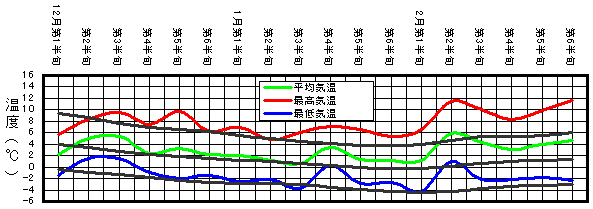 12月第1半旬
第2半旬
第3半旬
第4半旬
第5半旬
第6半旬
1月第1半旬
第2半旬
第3半旬
第4半旬
第5半旬
第6半旬
2月第1半旬
第2半旬
第3半旬
第4半旬
第5半旬
第6半旬
温度(℃)
16
14
12
10
8
6
4
2
0
-2
-4
-6
平均気温
最高気温
最低気温